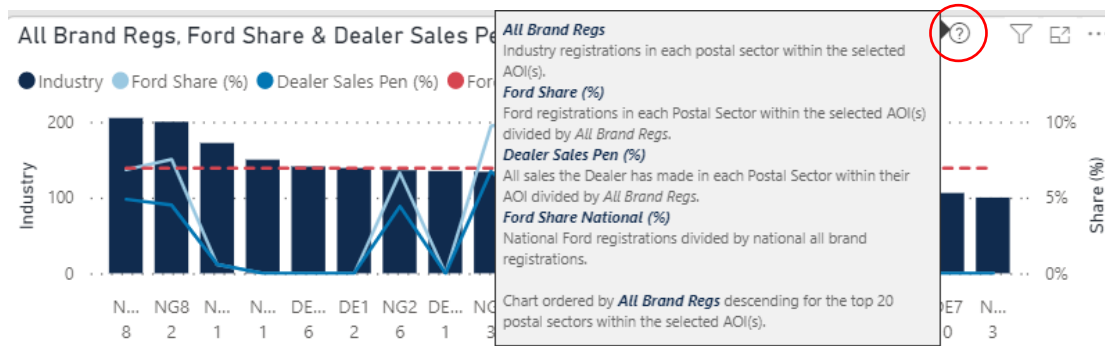 All Brand Regs, Ford Share & Dealer Sales Pe
Industry Ford Share (%) Dealer Sales Pen (%) For
All Brand Regs
Industry registrations in each postal sector within the selected
AOI(s).
Ford Share (%)
Ford registrations in each Postal Sector within the selected AOI(s)
divided by All Brand Regs.
Dealer Sales Pen (%)
All sales the Dealer has made in each Postal Sector within their
AOI divided by All Brand Regs.
Ford Share National (%)
National Ford registrations divided by national all brand
registrations.
Chart ordered by All Brand Regs descending for the top 20
postal sectors within the selected AOI(s).
?
Industry
200
100
0
10%
5%
0%
Share (%)
N... NG8 N... N... DE... DE1 NG2 DE... NG DE7 N...
8 2 1 1 6 2 6 1 3 0 3